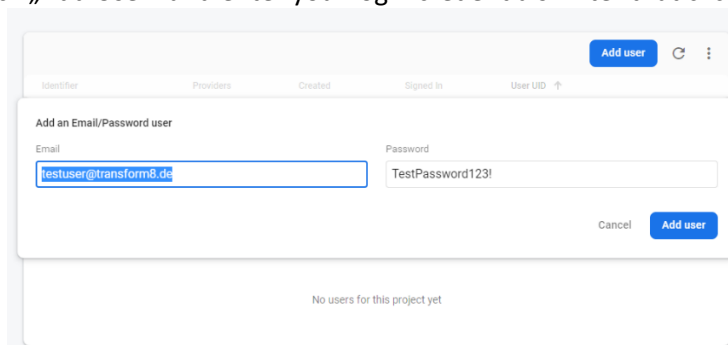 Add user
Identifier Providers Created Signed In User UID ↑
Add an Email/Password user
Email Password
testuser@transform8.de TestPassword123!
Cancel Add user
No users for this project yet